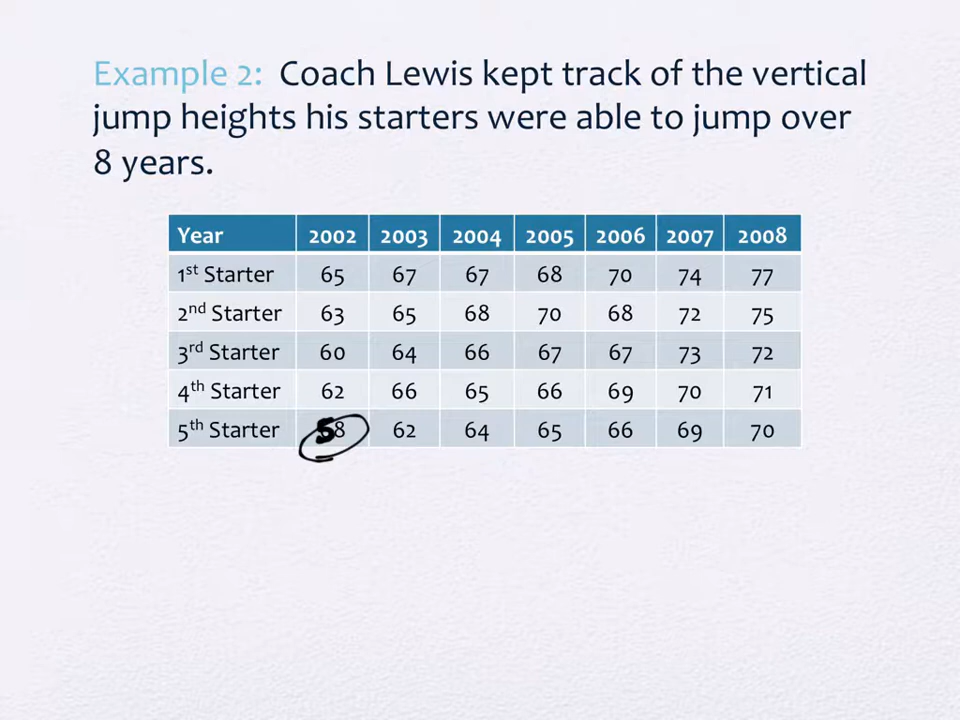 Example 2: Coach Lewis kept track of the vertical
jump heights his starters were able to jump over
8 years.
Year 2002 2003 2004 2005 2006 2007 2008
1st Starter 65 67 67 68 70 74 77
2nd Starter 63 65 68 70 68 72 75
3rd Starter 60 64 66 67 67 73 72
4th Starter 62 66 65 66 69 70 71
5th Starter 58 62 64 65 66 69 70